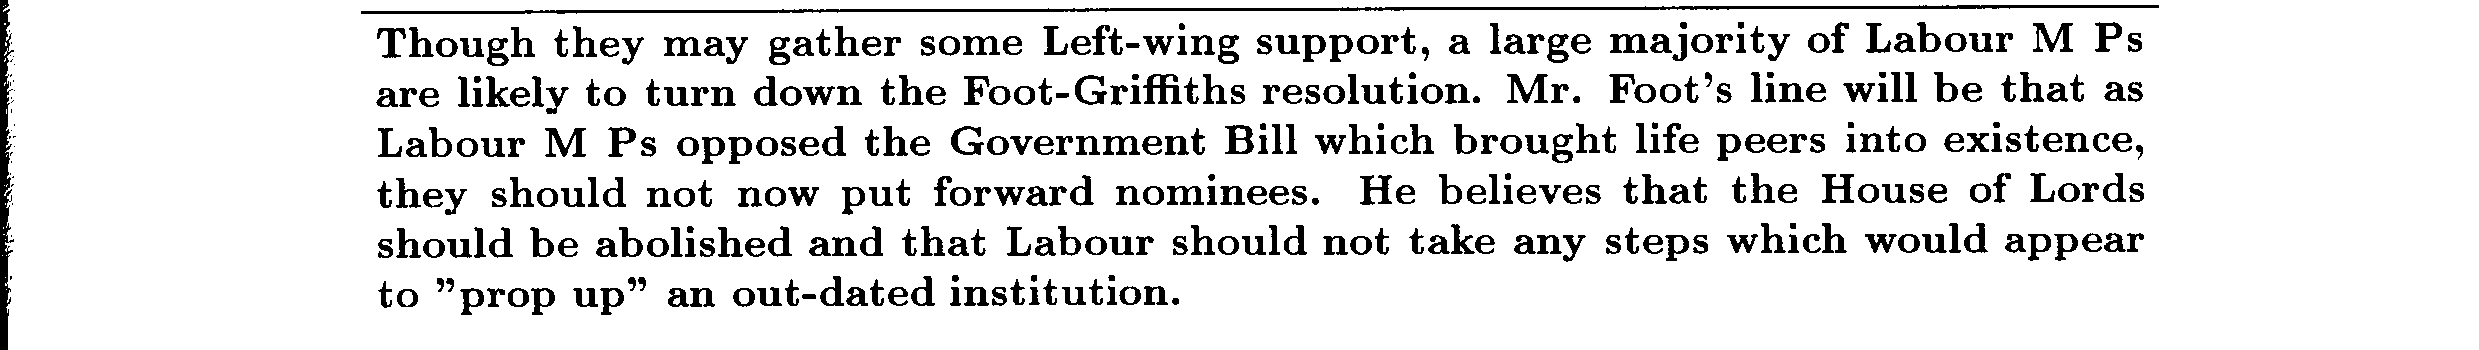 Though they may gather some Left-wing support, a large majority of Labour M Ps
are likely to turn down the Foot-Griffiths resolution. Mr. Foot's line will be that as
Labour M Ps opposed the Government Bill which brought life peers into existence,
they should not now put forward nominees. He believes that the House of Lords
should be abolished and that Labour should not take any steps which would appear
to ”prop up” an out-dated institution.